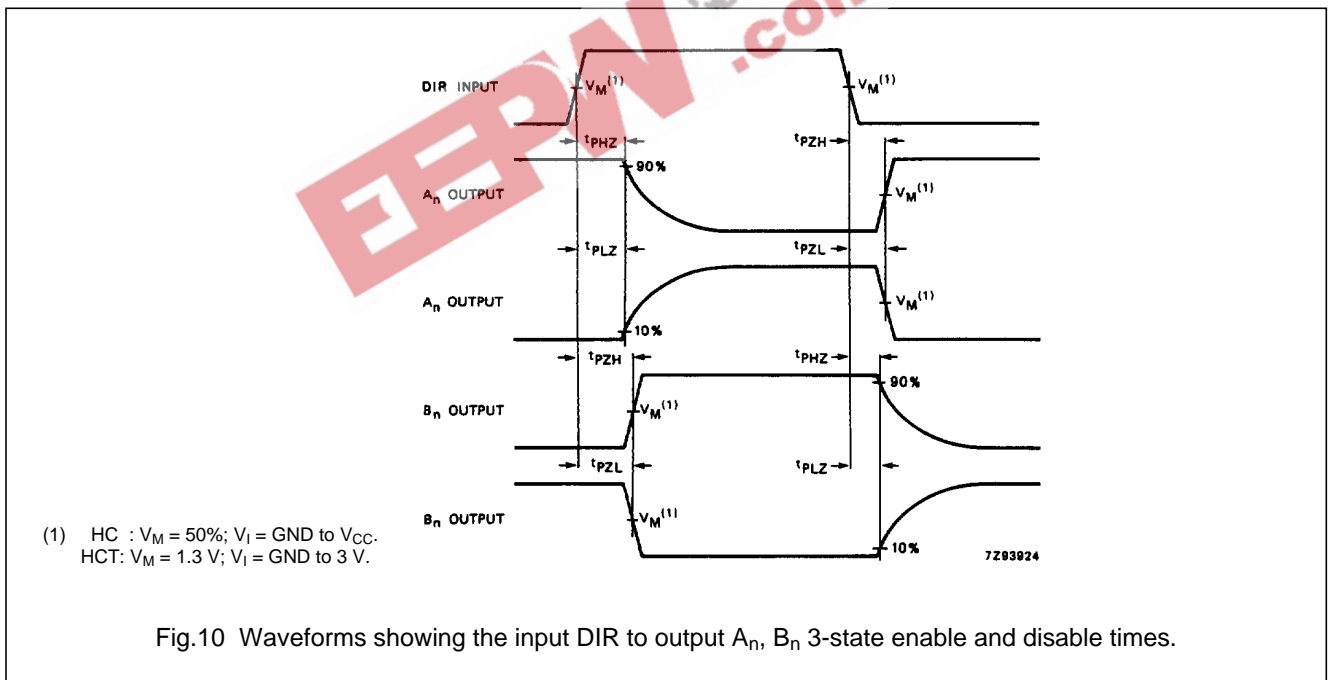 EEPW .com
DIR INPUT
VM(1)
VM(1)
tPHZ
tPZH
An OUTPUT
90%
VM(1)
tPLZ
tPZL
An OUTPUT
10%
VM(1)
tPZH
tPHZ
Bn OUTPUT
VM(1)
90%
tPZL
tPLZ
Bn OUTPUT
VM(1)
10%
7Z93924
(1) HC : VM = 50%; VI = GND to VCC.
HCT: VM = 1.3 V; VI = GND to 3 V.
Fig.10 Waveforms showing the input DIR to output An, Bn 3-state enable and disable times.